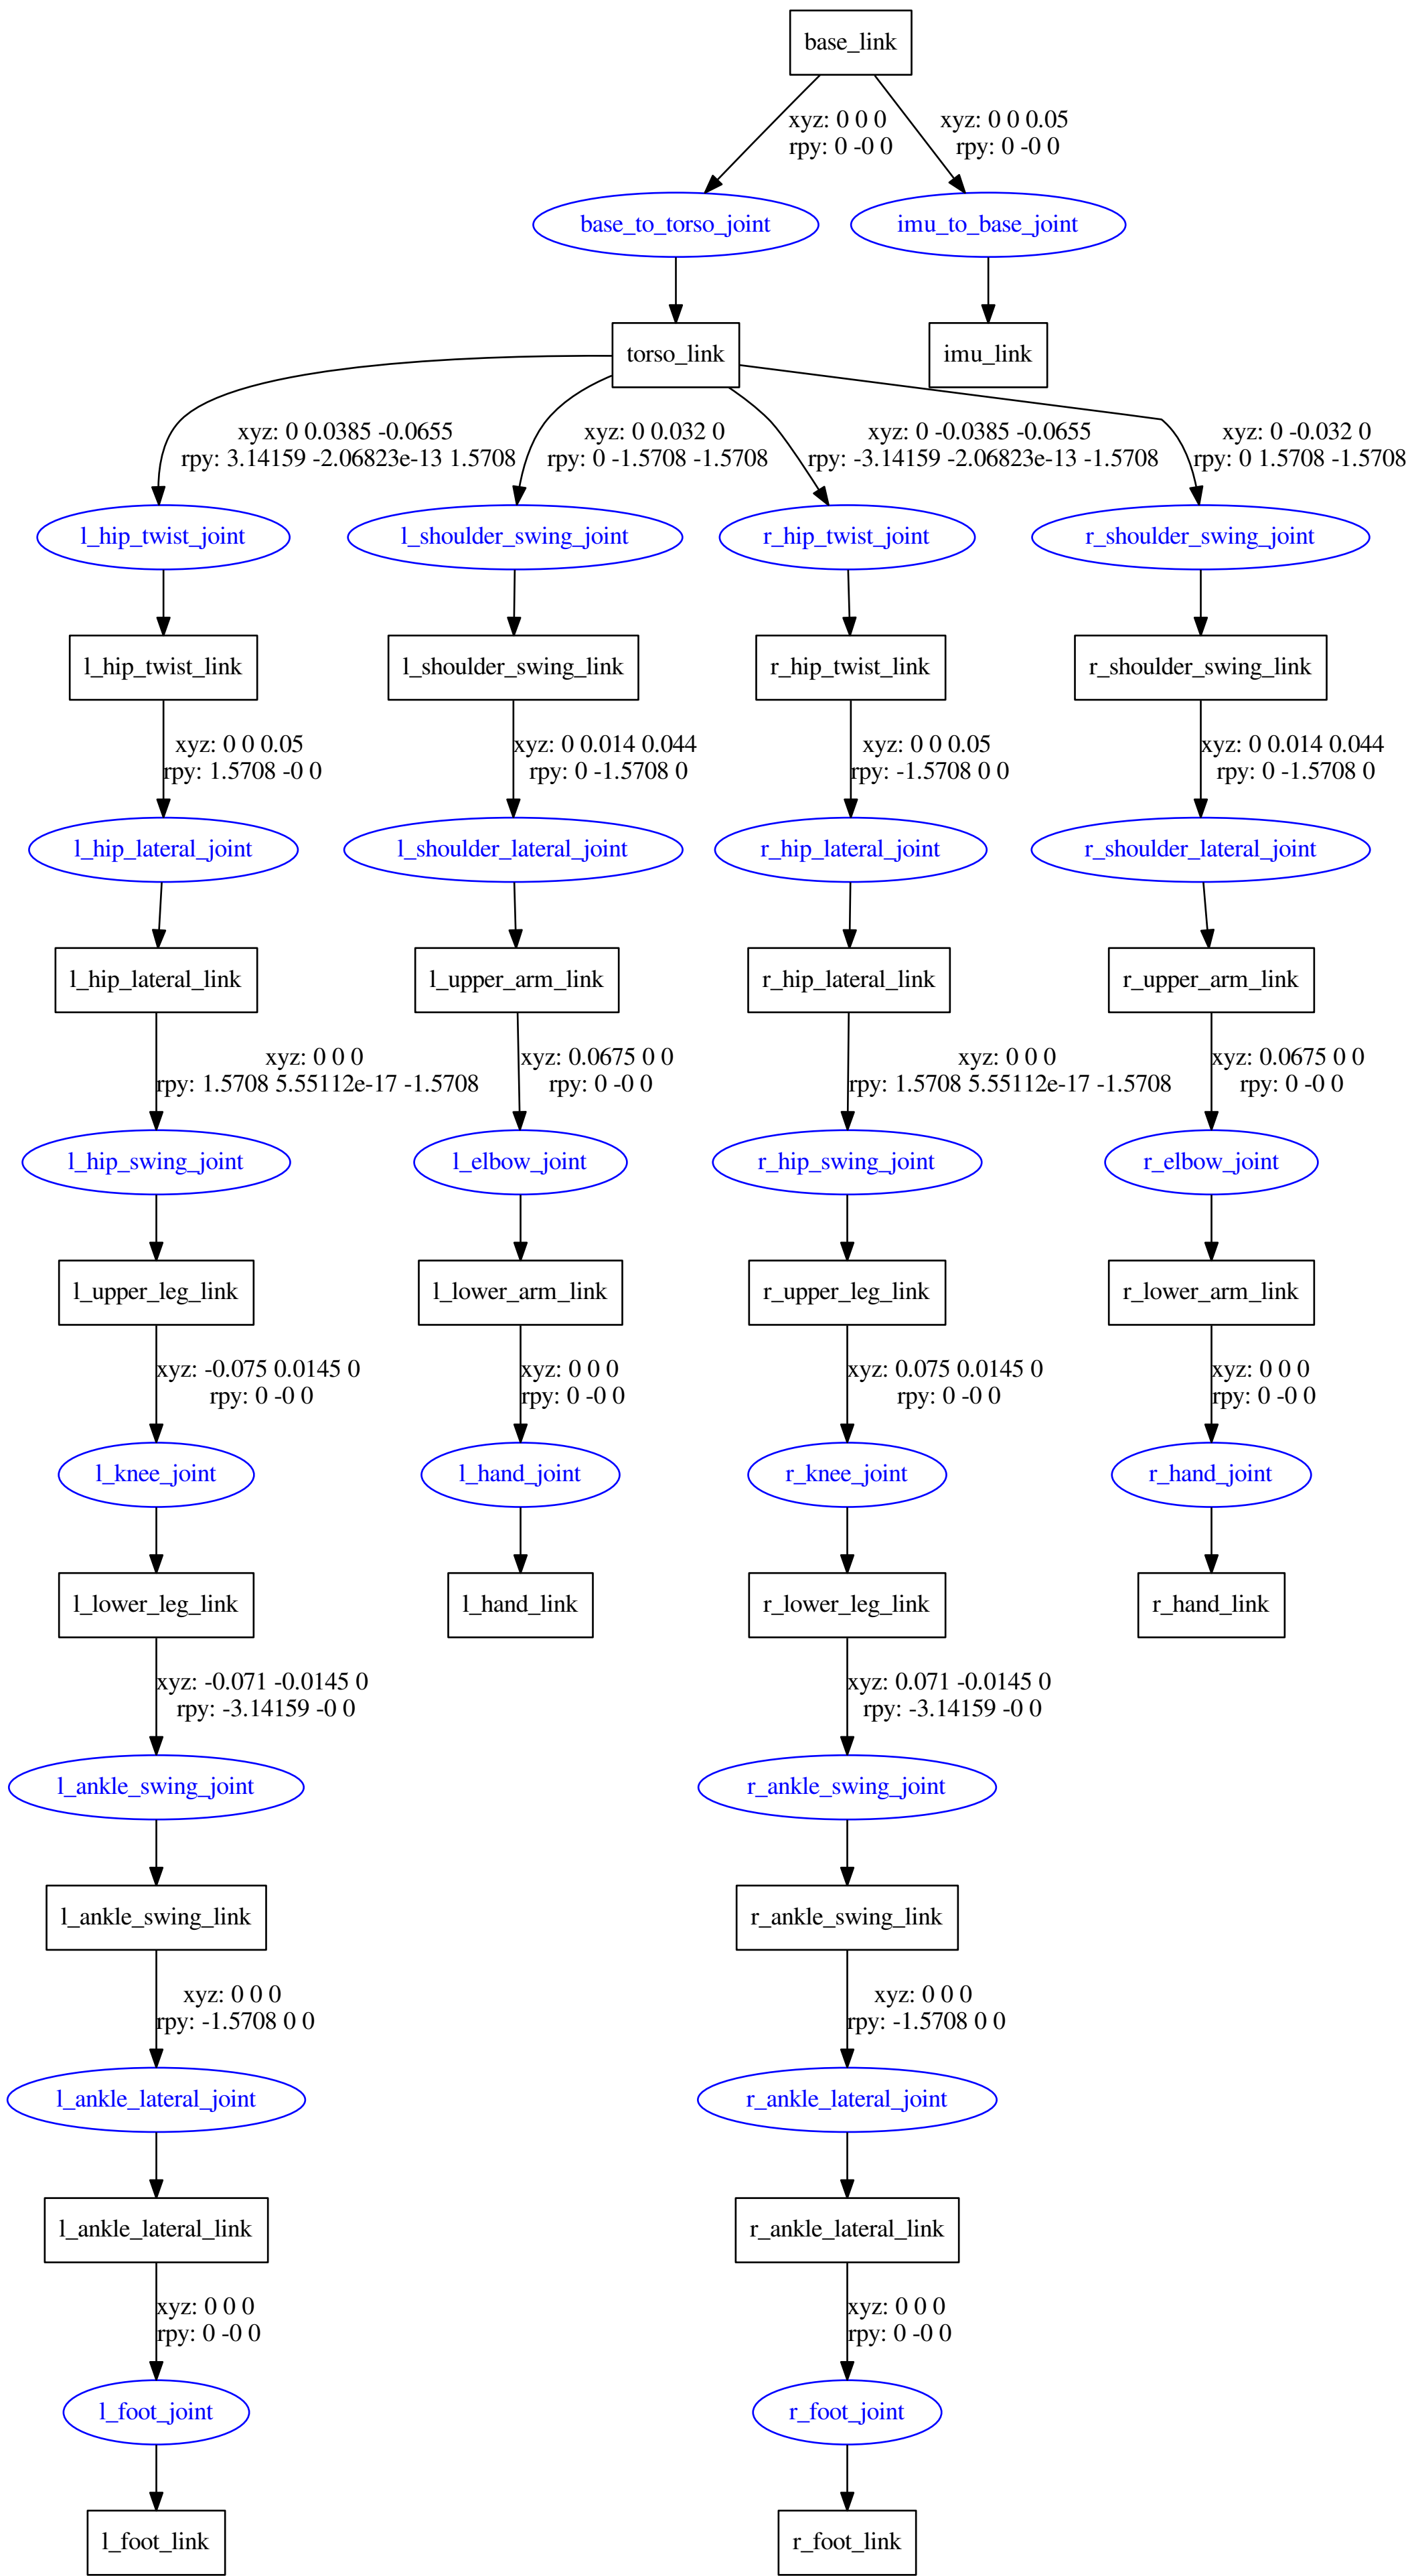 base_link
xyz: 0 0 0
rpy: 0 -0 0
xyz: 0 0 0.05
rpy: 0 -0 0
base_to_torso_joint
imu_to_base_joint
torso_link
imu_link
xyz: 0 0.0385 -0.0655
rpy: 3.14159 -2.06823e-13 1.5708
xyz: 0 0.032 0
rpy: 0 -1.5708 -1.5708
xyz: 0 -0.0385 -0.0655
rpy: -3.14159 -2.06823e-13 -1.5708
xyz: 0 -0.032 0
rpy: 0 1.5708 -1.5708
l_hip_twist_joint
l_shoulder_swing_joint
r_hip_twist_joint
r_shoulder_swing_joint
l_hip_twist_link
l_shoulder_swing_link
r_hip_twist_link
r_shoulder_swing_link
xyz: 0 0 0.05
rpy: 1.5708 -0 0
xyz: 0 0.014 0.044
rpy: 0 -1.5708 0
xyz: 0 0 0.05
rpy: -1.5708 0 0
xyz: 0 0.014 0.044
rpy: 0 -1.5708 0
l_hip_lateral_joint
l_shoulder_lateral_joint
r_hip_lateral_joint
r_shoulder_lateral_joint
l_hip_lateral_link
l_upper_arm_link
r_hip_lateral_link
r_upper_arm_link
xyz: 0 0 0
rpy: 1.5708 5.55112e-17 -1.5708
xyz: 0.0675 0 0
rpy: 0 -0 0
xyz: 0 0 0
rpy: 1.5708 5.55112e-17 -1.5708
xyz: 0.0675 0 0
rpy: 0 -0 0
l_hip_swing_joint
l_elbow_joint
r_hip_swing_joint
r_elbow_joint
l_upper_leg_link
l_lower_arm_link
r_upper_leg_link
r_lower_arm_link
xyz: -0.075 0.0145 0
rpy: 0 -0 0
xyz: 0 0 0
rpy: 0 -0 0
xyz: 0.075 0.0145 0
rpy: 0 -0 0
xyz: 0 0 0
rpy: 0 -0 0
l_knee_joint
l_hand_joint
r_knee_joint
r_hand_joint
l_lower_leg_link
l_hand_link
r_lower_leg_link
r_hand_link
xyz: -0.071 -0.0145 0
rpy: -3.14159 -0 0
xyz: 0.071 -0.0145 0
rpy: -3.14159 -0 0
l_ankle_swing_joint
r_ankle_swing_joint
l_ankle_swing_link
r_ankle_swing_link
xyz: 0 0 0
rpy: -1.5708 0 0
xyz: 0 0 0
rpy: -1.5708 0 0
l_ankle_lateral_joint
r_ankle_lateral_joint
l_ankle_lateral_link
r_ankle_lateral_link
xyz: 0 0 0
rpy: 0 -0 0
xyz: 0 0 0
rpy: 0 -0 0
l_foot_joint
r_foot_joint
l_foot_link
r_foot_link